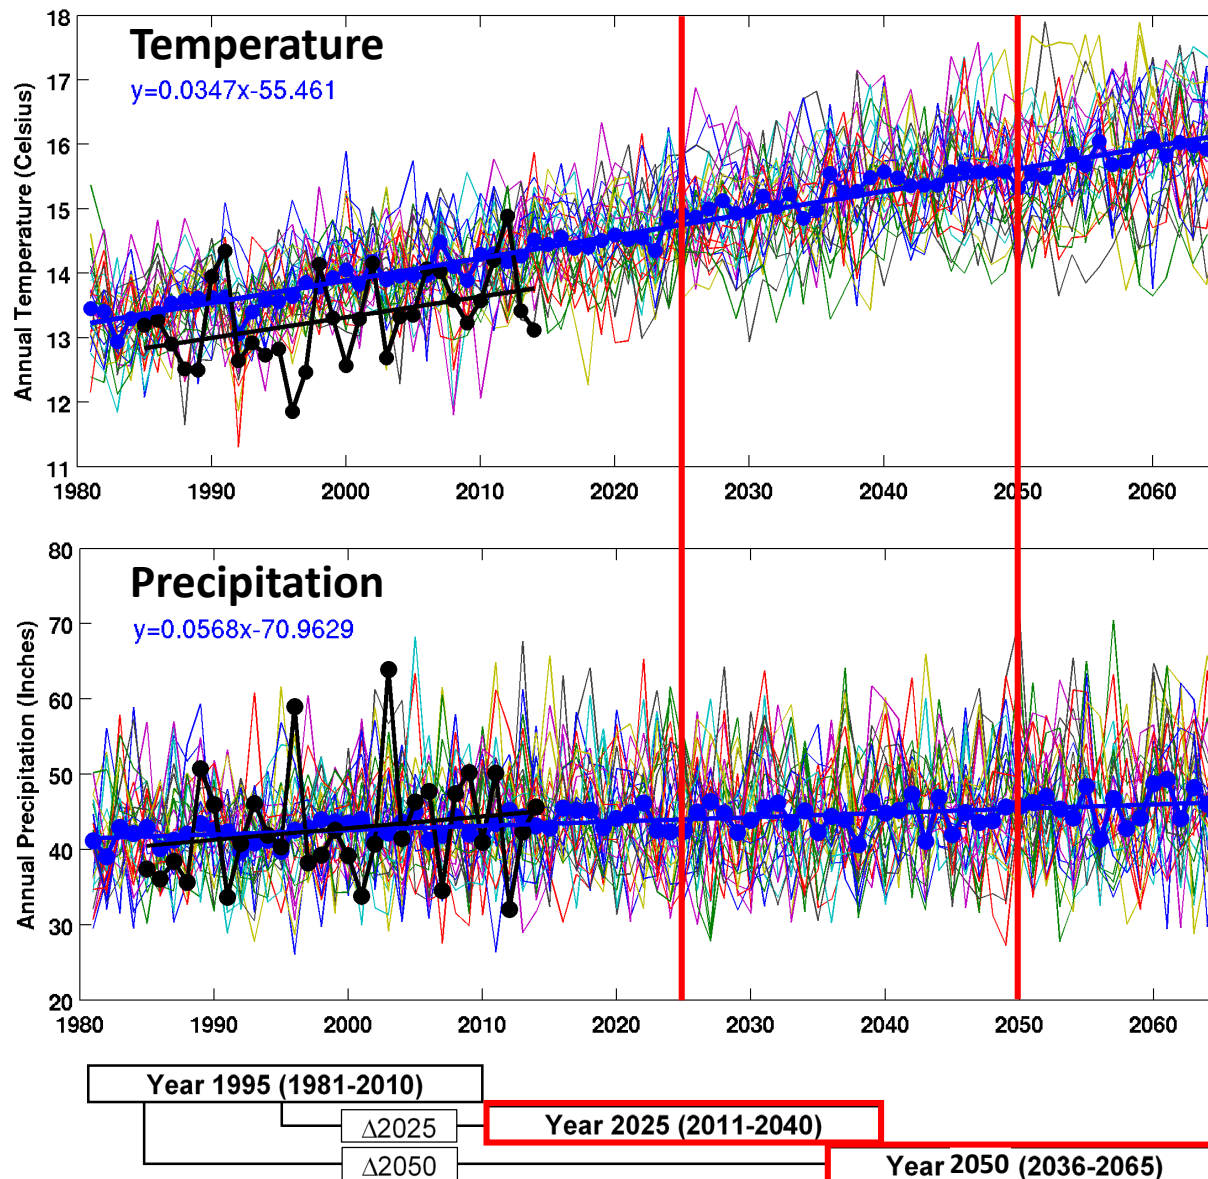 18
Temperature
y=0.0347x-55.461
17
16
15
14
13
12
11
Annual Temperature (Celsius)
1980 1990 2000 2010 2020 2030 2040 2050 2060
80
Precipitation
y=0.0568x-70.9629
70
60
50
40
30
20
Annual Precipitation (Inches)
1980 1990 2000 2010 2020 2030 2040 2050 2060
Year 1995 (1981-2010)
Δ2025 Year 2025 (2011-2040)
Δ2050 Year 2050 (2036-2065)